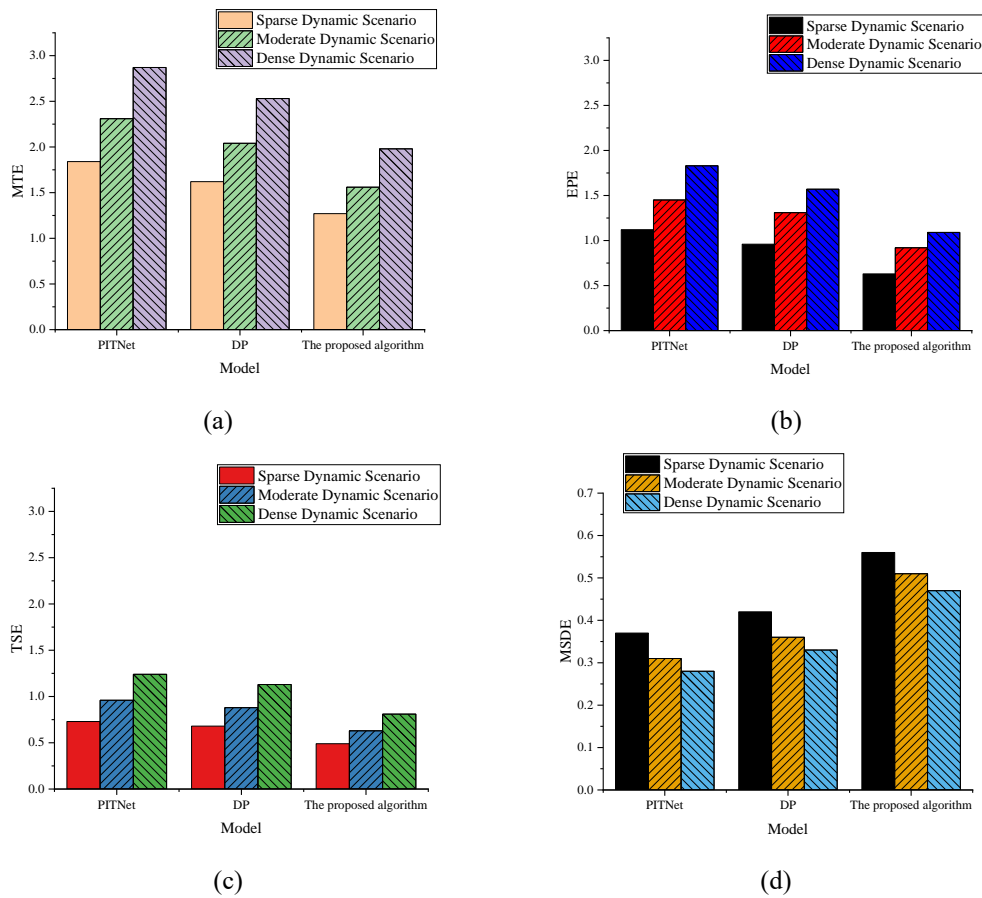 Sparse Dynamic Scenario
Moderate Dynamic Scenario
Dense Dynamic Scenario
3.0
2.5
2.0
1.5
1.0
0.5
0.0
MTE
PITNet
DP
The proposed algorithm
Model
(a)
Sparse Dynamic Scenario
Moderate Dynamic Scenario
Dense Dynamic Scenario
3.0
2.5
2.0
1.5
1.0
0.5
0.0
EPE
PITNet
DP
The proposed algorithm
Model
(b)
Sparse Dynamic Scenario
Moderate Dynamic Scenario
Dense Dynamic Scenario
3.0
2.5
2.0
1.5
1.0
0.5
0.0
TSE
PITNet
DP
The proposed algorithm
Model
(c)
Sparse Dynamic Scenario
Moderate Dynamic Scenario
Dense Dynamic Scenario
0.7
0.6
0.5
0.4
0.3
0.2
0.1
0.0
MSDE
PITNet
DP
The proposed algorithm
Model
(d)